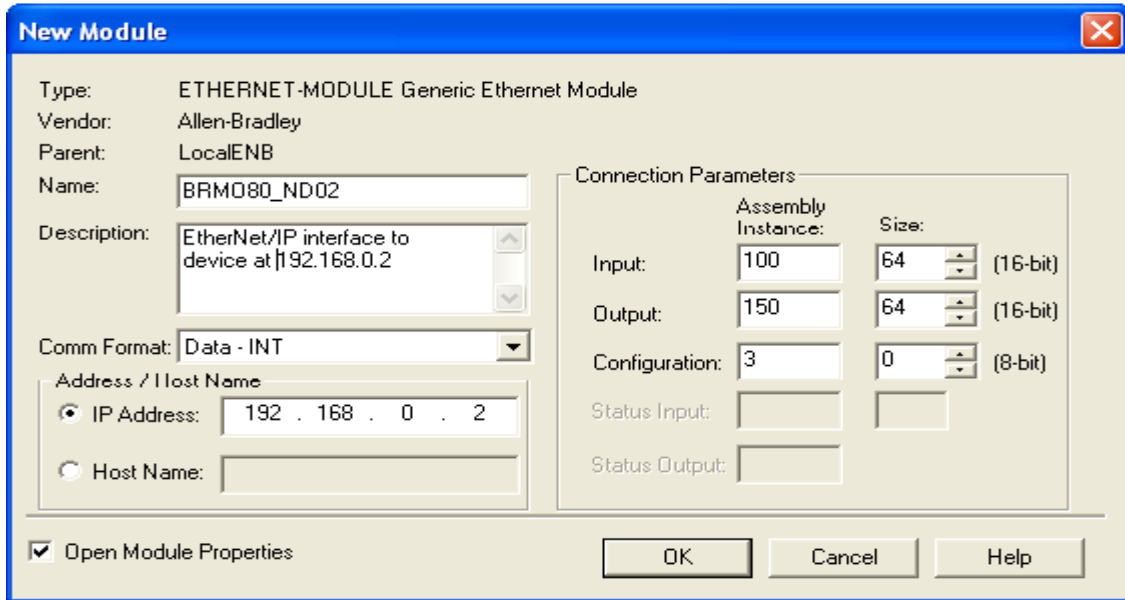 New Module
Type: ETHERNET-MODULE Generic Ethernet Module
Vendor: Allen-Bradley
Parent: LocalENB
Name: BRMO80_ND02
Description: EtherNet/IP interface to
device at 192.168.0.2
Comm Format: Data - INT
Address / Host Name
IP Address: 192 . 168 . 0 . 2
Host Name:
Connection Parameters
Assembly
Instance: Size:
Input: 100 64 (16-bit)
Output: 150 64 (16-bit)
Configuration: 3 0 (8-bit)
Status Input:
Status Output:
Open Module Properties
OK Cancel Help